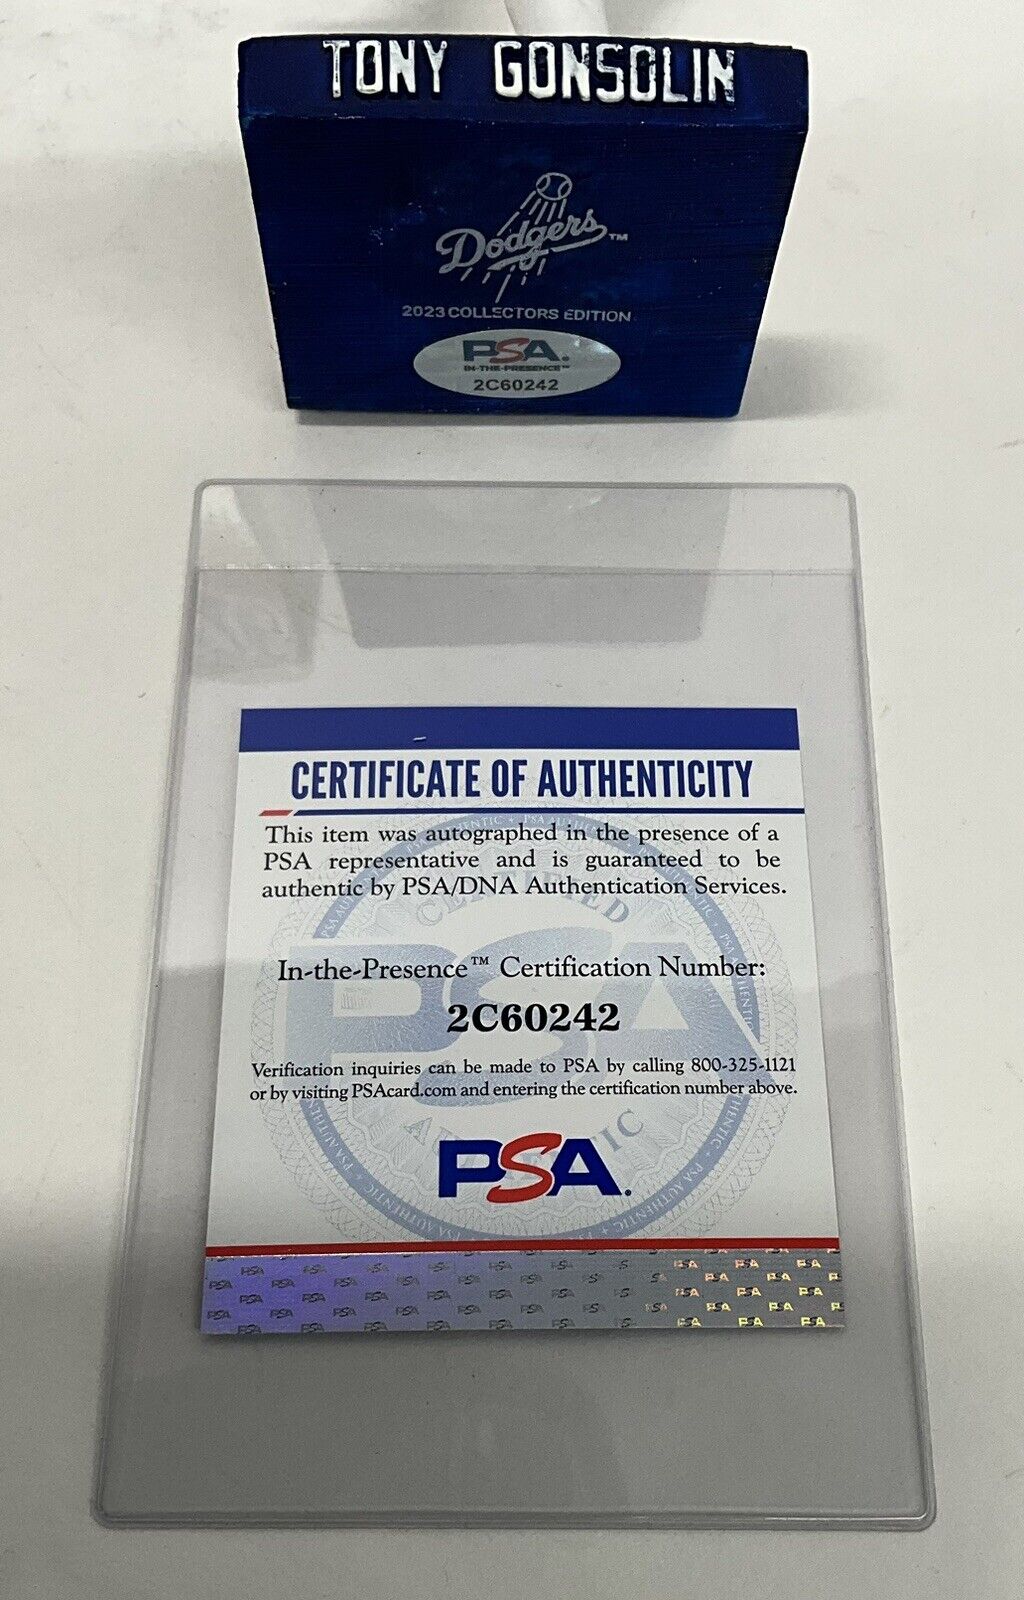 TONY GONSOLIN
Dodgers™
2023 COLLECTORS EDITION
PSA.
IN-THE-PRESENCE™
2C60242
CERTIFICATE OF AUTHENTICITY
This item was autographed in the presence of a
PSA representative and is guaranteed to be
authentic by PSA/DNA Authentication Services.
In-the-Presence™ Certification Number:
2C60242
Verification inquiries can be made to PSA by calling 800-325-1121
or by visiting PSAcard.com and entering the certification number above.
PSA.